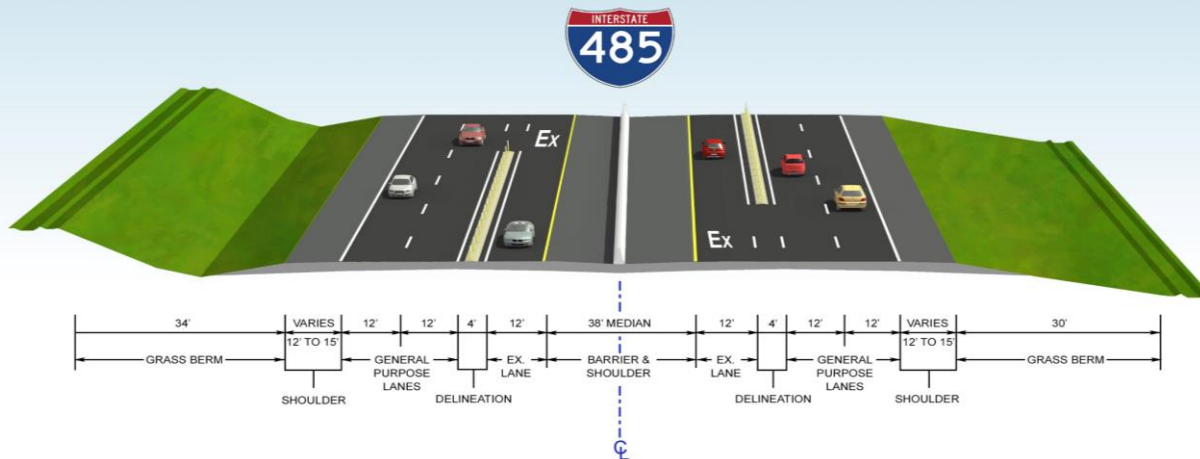 INTERSTATE
485
Ex
Ex
34' VARIES 12' 12' 4' 12' 38' MEDIAN 12' 4' 12' 12' VARIES 30'
12' TO 15' 12' TO 15'
GRASS BERM GENERAL PURPOSE LANES EX. LANE BARRIER & SHOULDER EX. LANE GENERAL PURPOSE LANES GRASS BERM
SHOULDER DELINEATION DELINEATION SHOULDER
CL